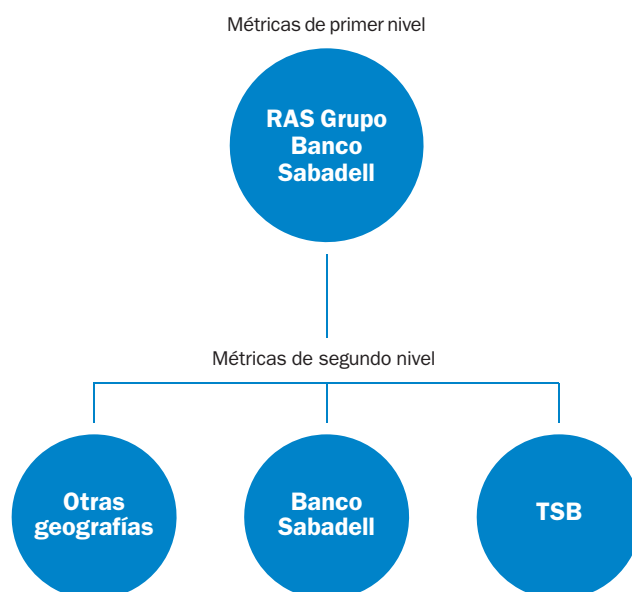 Métricas de primer nivel
RAS Grupo
Banco
Sabadell
Métricas de segundo nivel
Otras
geografías
Banco
Sabadell
TSB